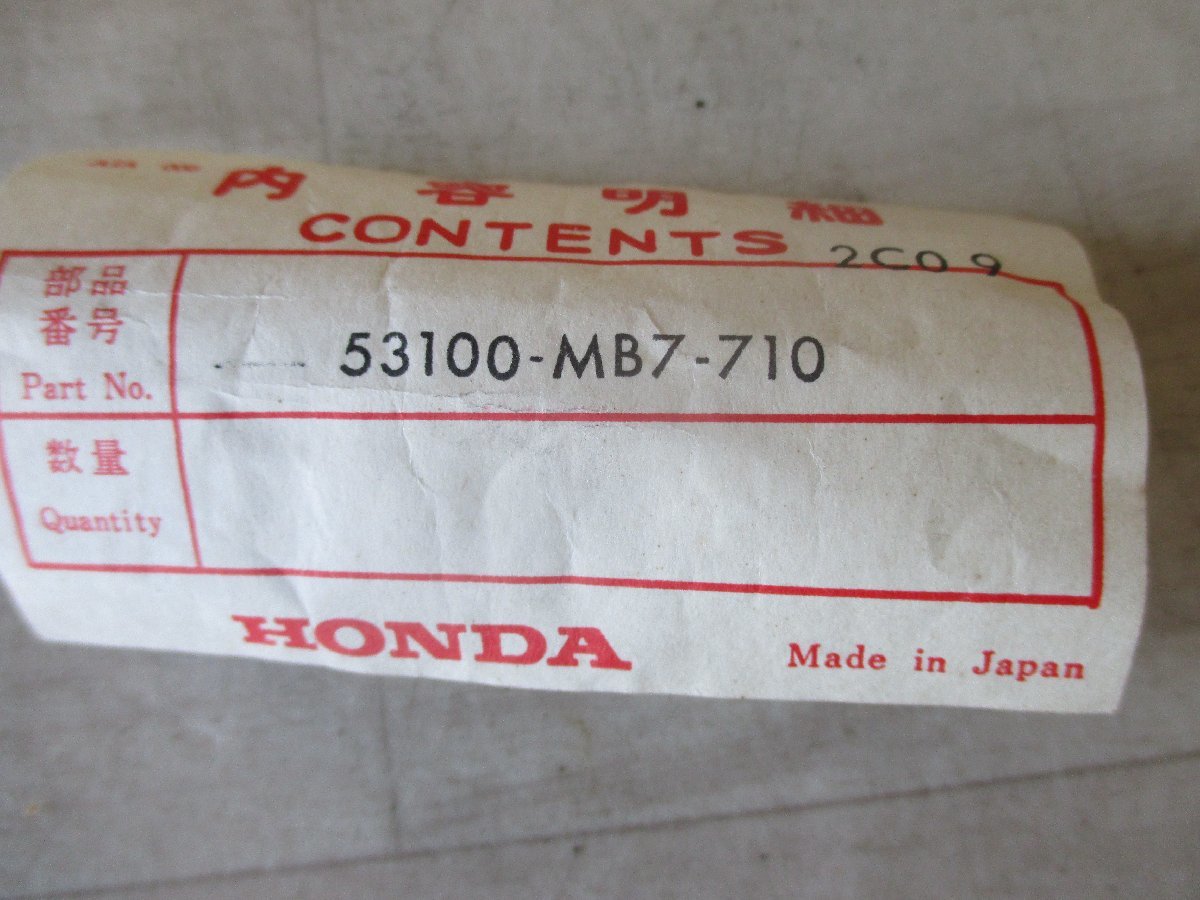 内容明細
CONTENTS
2C09
部品
番号
Part No.
53100-MB7-710
数量
Quantity
HONDA
Made in Japan